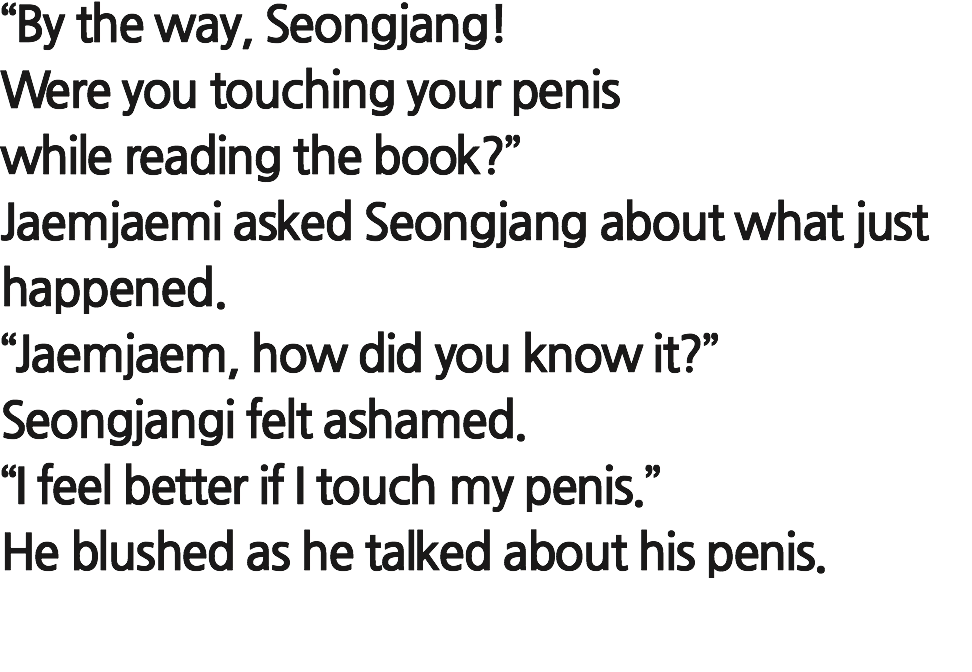 “By the way, Seongjang!
Were you touching your penis
while reading the book?”
Jaemjaemi asked Seongjang about what just
happened.
“Jaemjaem, how did you know it?”
Seongjangi felt ashamed.
“I feel better if I touch my penis.”
He blushed as he talked about his penis.